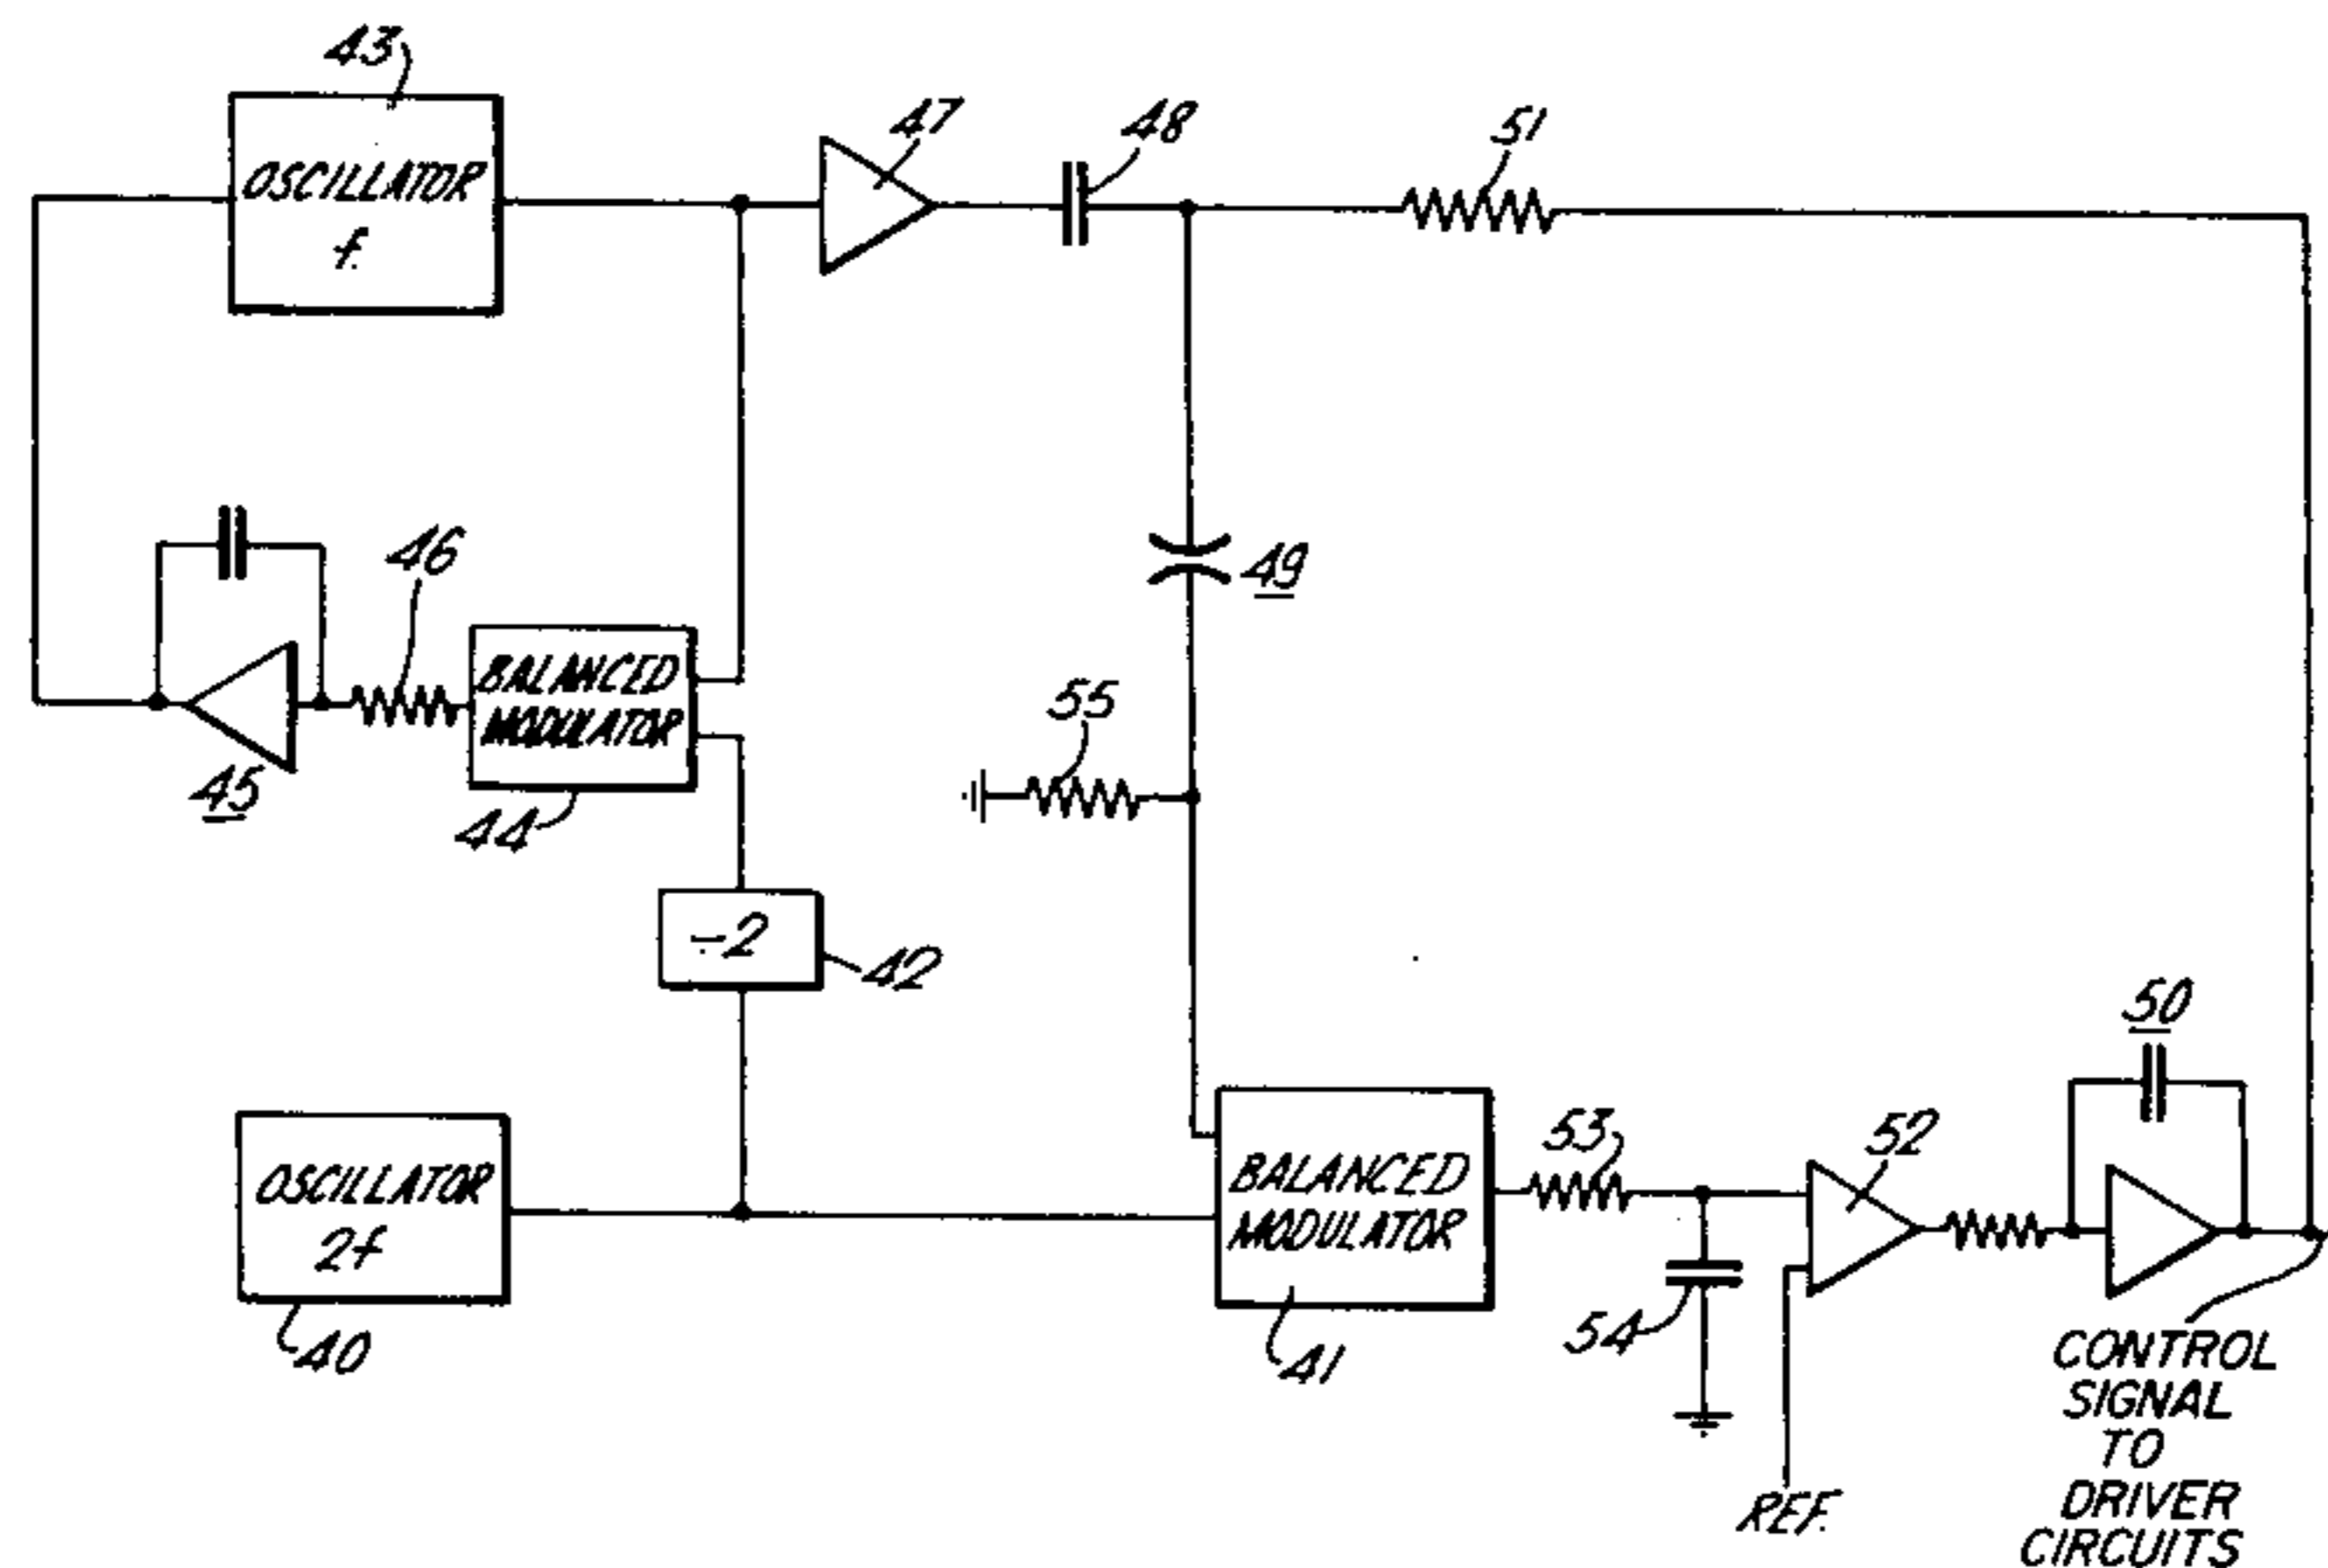 43
47
48
51
OSCILLATOR
f.
46
49
BALANCED
MODULATOR
55
45
44
÷2
42
50
53
52
OSCILLATOR
2f
BALANCED
MODULATOR
40
41
54
REF.
CONTROL
SIGNAL
TO
DRIVER
CIRCUITS